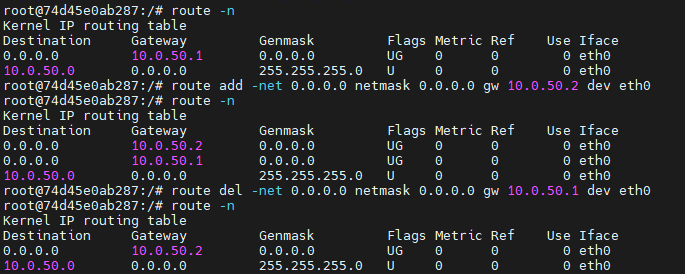 root@74d45e0ab287:/# route -n
Kernel IP routing table
Destination Gateway Genmask Flags Metric Ref Use Iface
0.0.0.0 10.0.50.1 0.0.0.0 UG 0 0 0 eth0
10.0.50.0 0.0.0.0 255.255.255.0 U 0 0 0 eth0
root@74d45e0ab287:/# route add -net 0.0.0.0 netmask 0.0.0.0 gw 10.0.50.2 dev eth0
root@74d45e0ab287:/# route -n
Kernel IP routing table
Destination Gateway Genmask Flags Metric Ref Use Iface
0.0.0.0 10.0.50.2 0.0.0.0 UG 0 0 0 eth0
0.0.0.0 10.0.50.1 0.0.0.0 UG 0 0 0 eth0
10.0.50.0 0.0.0.0 255.255.255.0 U 0 0 0 eth0
root@74d45e0ab287:/# route del -net 0.0.0.0 netmask 0.0.0.0 gw 10.0.50.1 dev eth0
root@74d45e0ab287:/# route -n
Kernel IP routing table
Destination Gateway Genmask Flags Metric Ref Use Iface
0.0.0.0 10.0.50.2 0.0.0.0 UG 0 0 0 eth0
10.0.50.0 0.0.0.0 255.255.255.0 U 0 0 0 eth0